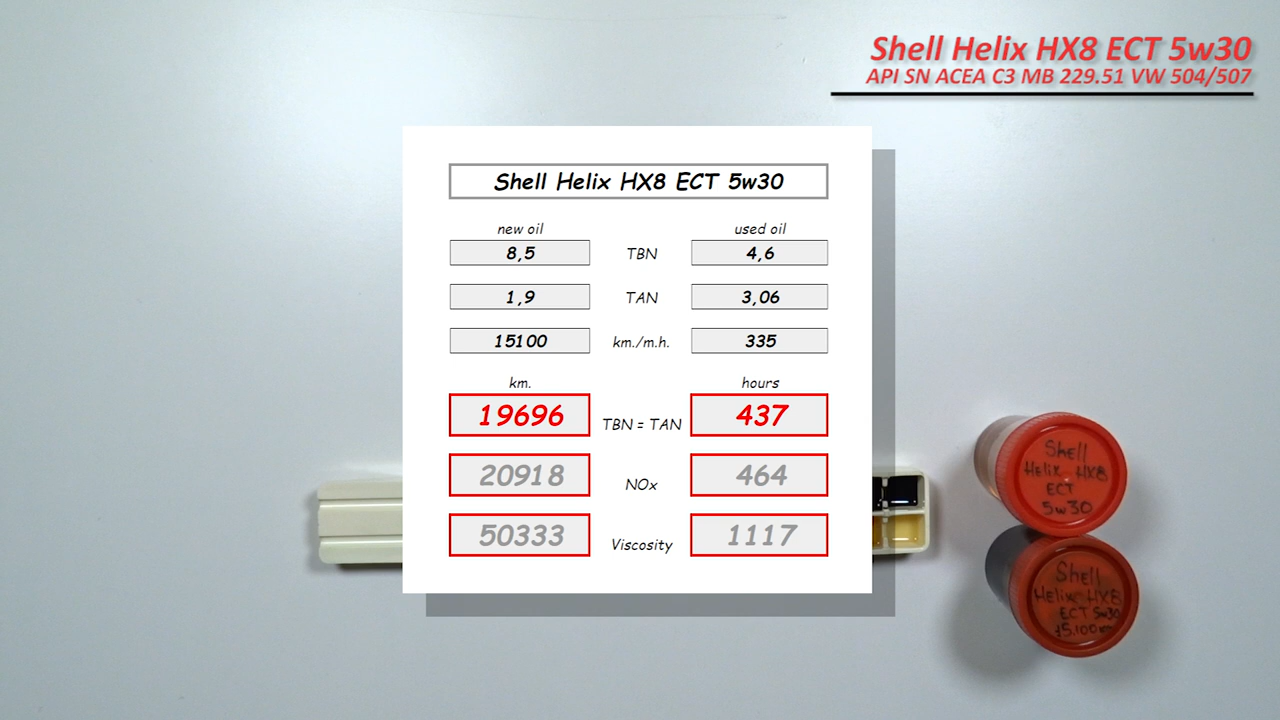 Shell Helix HX8 ECT 5w30
API SN ACEA C3 MB 229.51 VW 504/507
Shell Helix HX8 ECT 5w30
new oil used oil
8,5 TBN 4,6
1,9 TAN 3,06
15100 km./m.h. 335
km. hours
19696 TBN = TAN 437
20918 NOx 464
50333 Viscosity 1117
Shell
Helix HX8
ECT
5w30
Shell
Helix HX8
ECT 5w30
15.100km